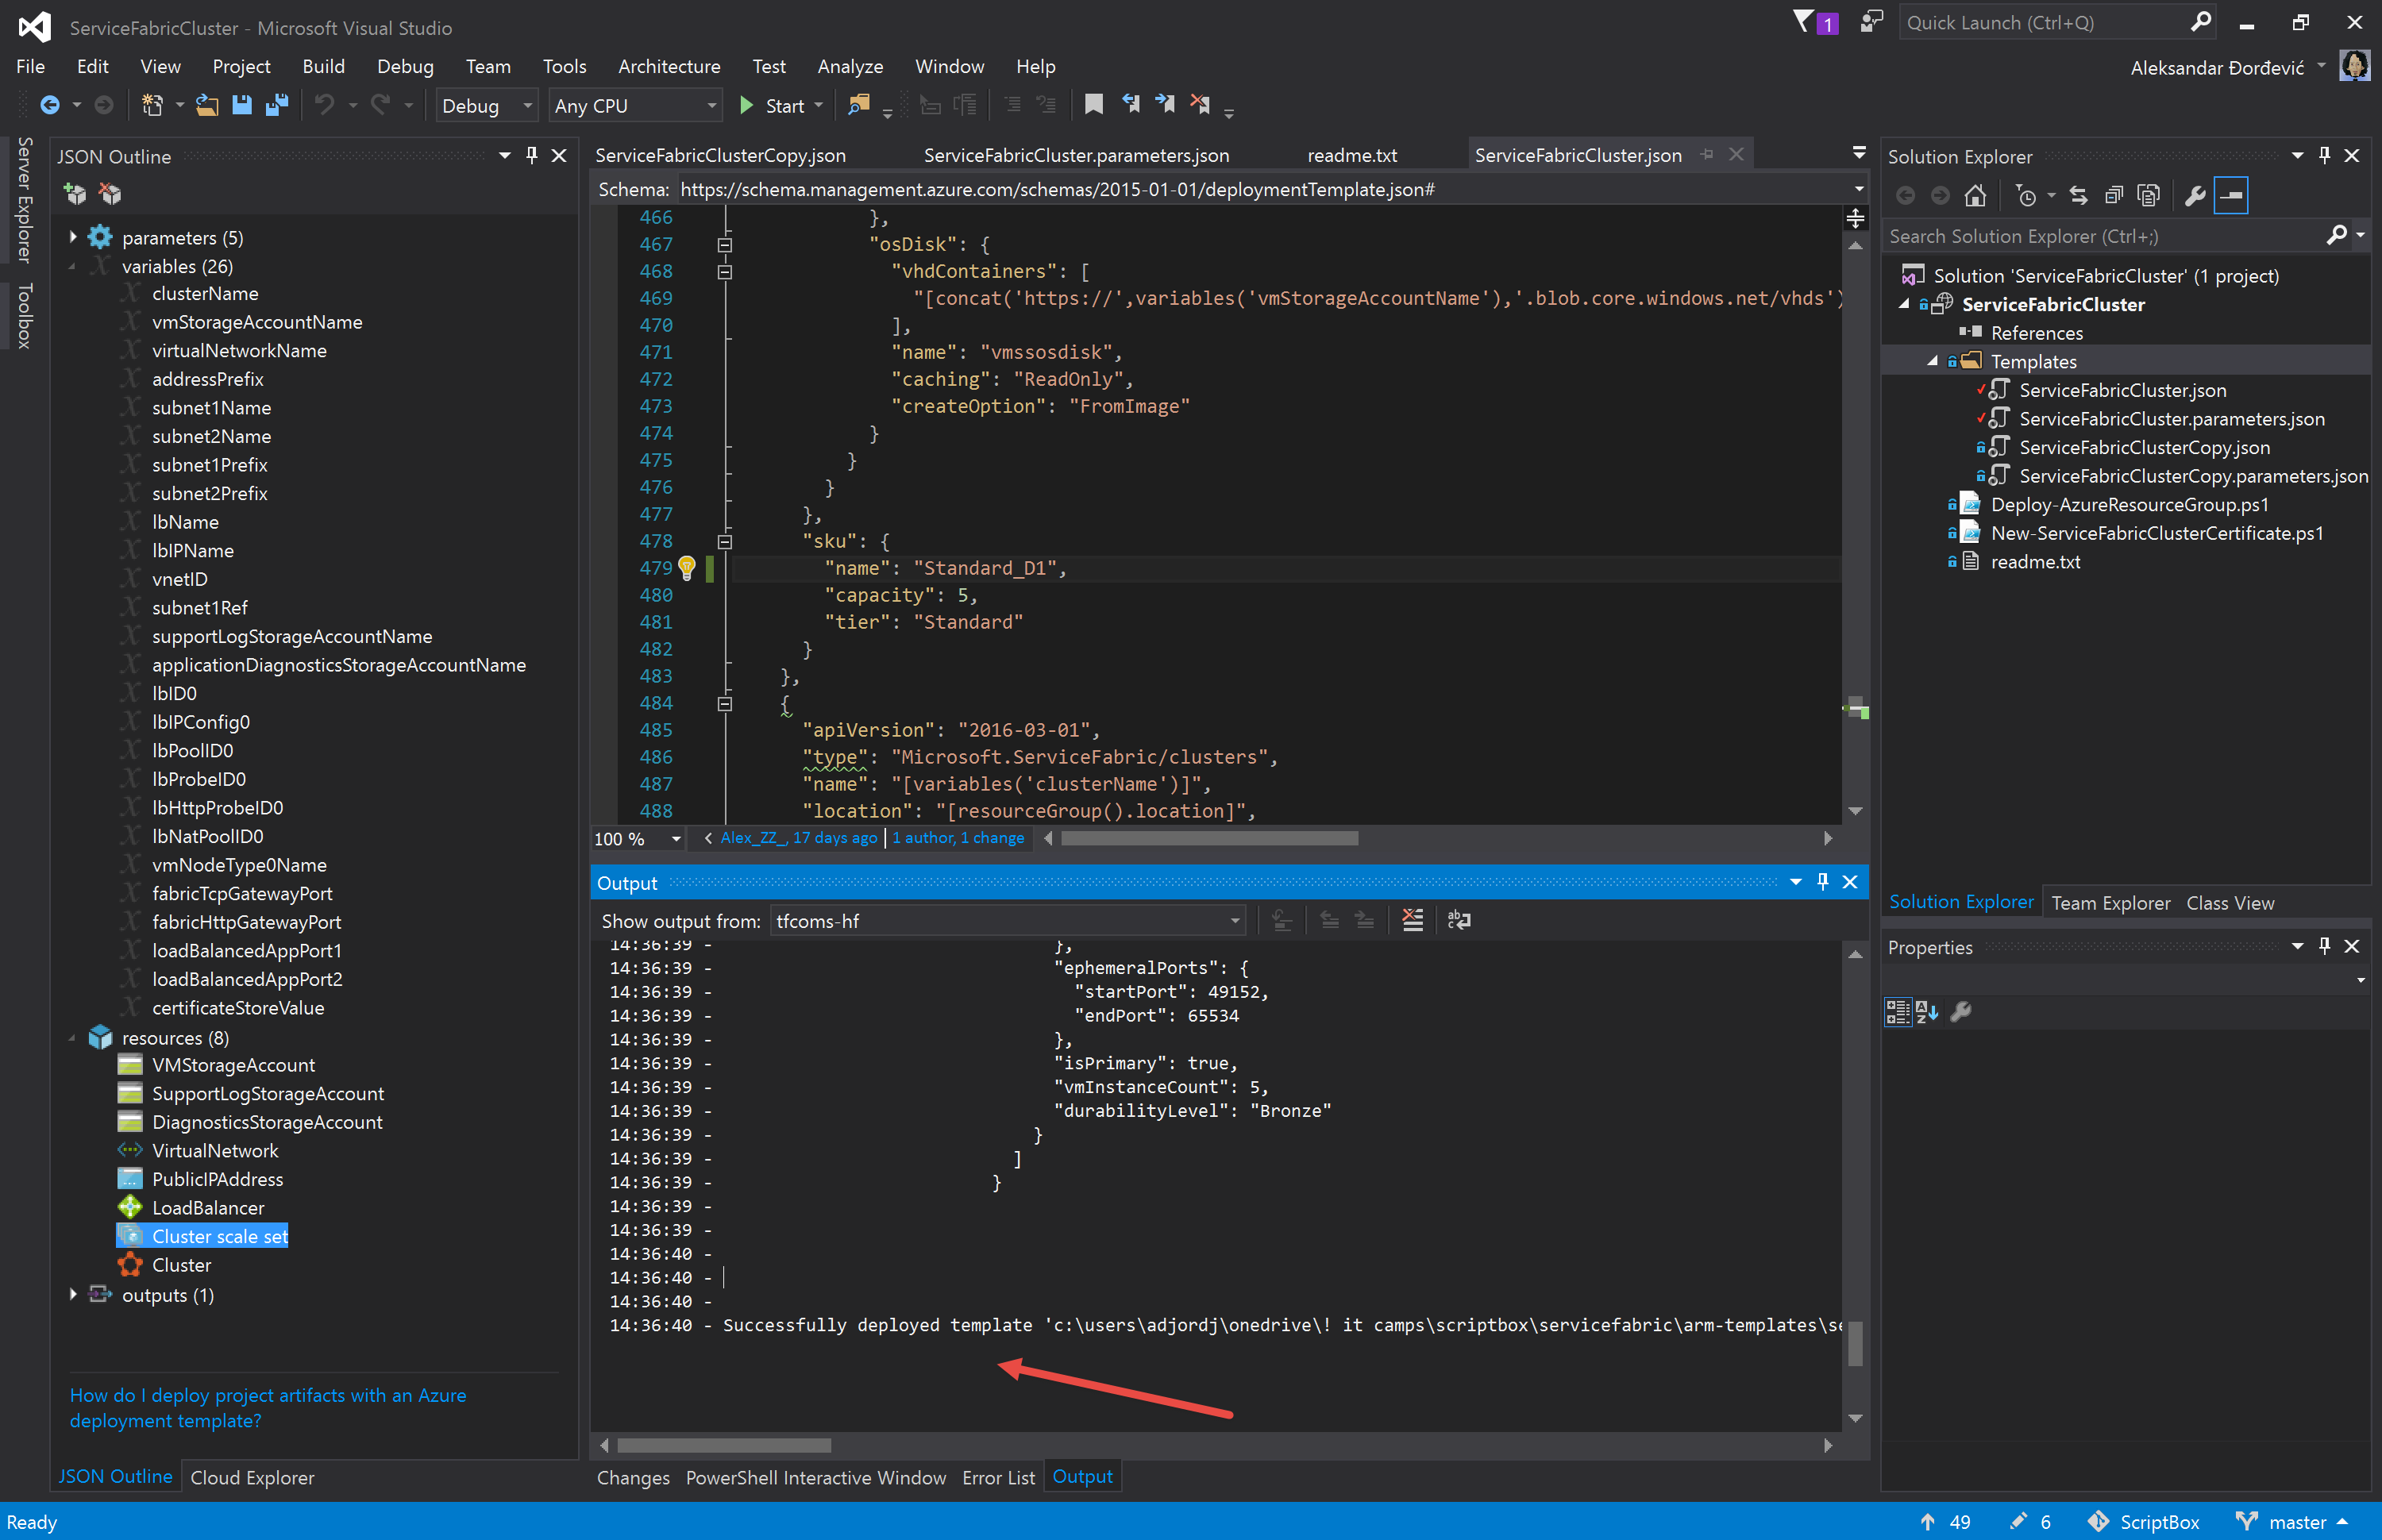 ServiceFabricCluster - Microsoft Visual Studio
1
Quick Launch (Ctrl+Q)
File Edit View Project Build Debug Team Tools Architecture Test Analyze Window Help
Aleksandar Đorđević
Debug Any CPU Start
Server Explorer
Toolbox
JSON Outline
parameters (5)
variables (26)
clusterName
vmStorageAccountName
virtualNetworkName
addressPrefix
subnet1Name
subnet2Name
subnet1Prefix
subnet2Prefix
lbName
lbIPName
vnetID
subnet1Ref
supportLogStorageAccountName
applicationDiagnosticsStorageAccountName
lbID0
lbIPConfig0
lbPoolID0
lbProbeID0
lbHttpProbeID0
lbNatPoolID0
vmNodeType0Name
fabricTcpGatewayPort
fabricHttpGatewayPort
loadBalancedAppPort1
loadBalancedAppPort2
certificateStoreValue
resources (8)
VMStorageAccount
SupportLogStorageAccount
DiagnosticsStorageAccount
VirtualNetwork
PublicIPAddress
LoadBalancer
Cluster scale set
Cluster
outputs (1)
How do I deploy project artifacts with an Azure
deployment template?
JSON Outline Cloud Explorer
ServiceFabricClusterCopy.json ServiceFabricCluster.parameters.json readme.txt ServiceFabricCluster.json
Schema: https://schema.management.azure.com/schemas/2015-01-01/deploymentTemplate.json#
466 },
467 "osDisk": {
468 "vhdContainers": [
469 "[concat('https://',variables('vmStorageAccountName'),'.blob.core.windows.net/vhds')
470 ],
471 "name": "vmssosdisk",
472 "caching": "ReadOnly",
473 "createOption": "FromImage"
474 }
475 }
476 }
477 },
478 "sku": {
479 "name": "Standard_D1",
480 "capacity": 5,
481 "tier": "Standard"
482 }
483 },
484 {
485 "apiVersion": "2016-03-01",
486 "type": "Microsoft.ServiceFabric/clusters",
487 "name": "[variables('clusterName')]",
488 "location": "[resourceGroup().location]",
100 % Alex_ZZ_, 17 days ago | 1 author, 1 change
Output
Show output from: tfcoms-hf
14:36:39 - },
14:36:39 - "ephemeralPorts": {
14:36:39 - "startPort": 49152,
14:36:39 - "endPort": 65534
14:36:39 - },
14:36:39 - "isPrimary": true,
14:36:39 - "vmInstanceCount": 5,
14:36:39 - "durabilityLevel": "Bronze"
14:36:39 - }
14:36:39 - ]
14:36:39 - }
14:36:39 -
14:36:39 -
14:36:40 -
14:36:40 -
14:36:40 -
14:36:40 - Successfully deployed template 'c:\users\adjordj\onedrive\! it camps\scriptbox\servicefabric\arm-templates\se
Changes PowerShell Interactive Window Error List Output
Solution Explorer
Search Solution Explorer (Ctrl+;)
Solution 'ServiceFabricCluster' (1 project)
ServiceFabricCluster
References
Templates
ServiceFabricCluster.json
ServiceFabricCluster.parameters.json
ServiceFabricClusterCopy.json
ServiceFabricClusterCopy.parameters.json
Deploy-AzureResourceGroup.ps1
New-ServiceFabricClusterCertificate.ps1
readme.txt
Solution Explorer Team Explorer Class View
Properties
Ready
49 6 ScriptBox master